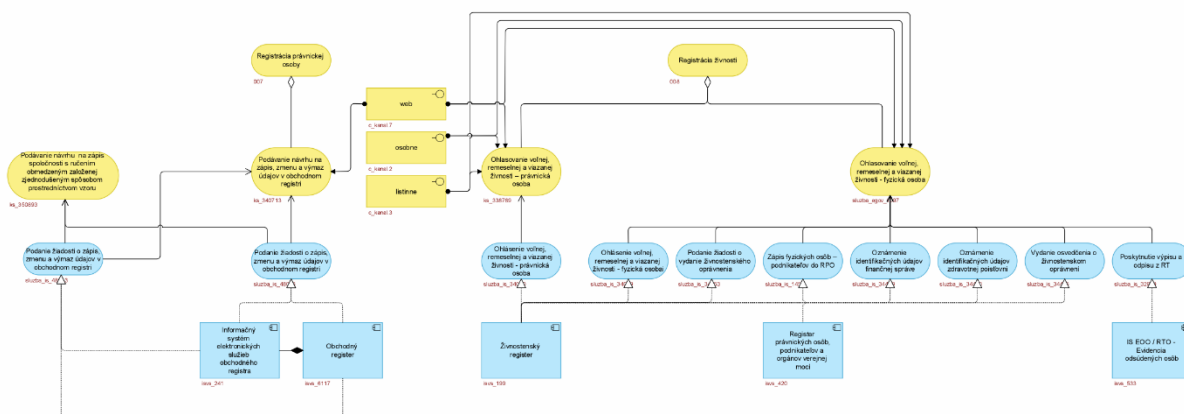 Registrácia právnickej
osoby
Registrácia živnosti
web
c_kanal 7
osobne
c_kanal 2
listinne
c_kanal 3
Podávanie návrhu na zápis
společnosti s ručením
obmedzeným založenej
zjednodušeným spôsobom
prostredníctvom vzoru
Podávanie návrhu na
zápis, zmenu a výmaz
údajov v obchodnom
registri
Ohlasovanie voľnej,
remeselnej a viazanej
živnosti – právnická
osoba
Ohlasovanie voľnej,
remeselnej a viazanej
živnosti - fyzická osoba
Podanie žiadosti o zápis,
zmenu a výmaz údajov v
obchodnom registri
Podanie žiadosti o zápis,
zmenu a výmaz údajov v
obchodnom registri
Ohlásenie voľnej,
remeselnej a viazanej
živnosti - právnická
osoba
Ohlásenie voľnej,
remeselnej a viazanej
živnosti - fyzická osoba
Podanie žiadosti o
vydanie živnostenského
oprávnenia
Zápis fyzických osôb –
podnikateľov do RPO
Oznámenie
identifikačných údajov
finančnej správe
Oznámenie
identifikačných údajov
zdravotnej poisťovni
Vydanie osvedčenia o
živnostenskom
oprávnení
Poskytnutie výpisu a
odpisu z RT
Informačný
systém
elektronických
služieb
obchodného
registra
isvs_241
Obchodný
register
isvs_6117
Živnostenský
register
isvs_199
Register
právnických osôb,
podnikateľov a
orgánov verejnej
moci
isvs_420
IS EOO / RTO -
Evidencia
odsúdených osôb
isvs_533